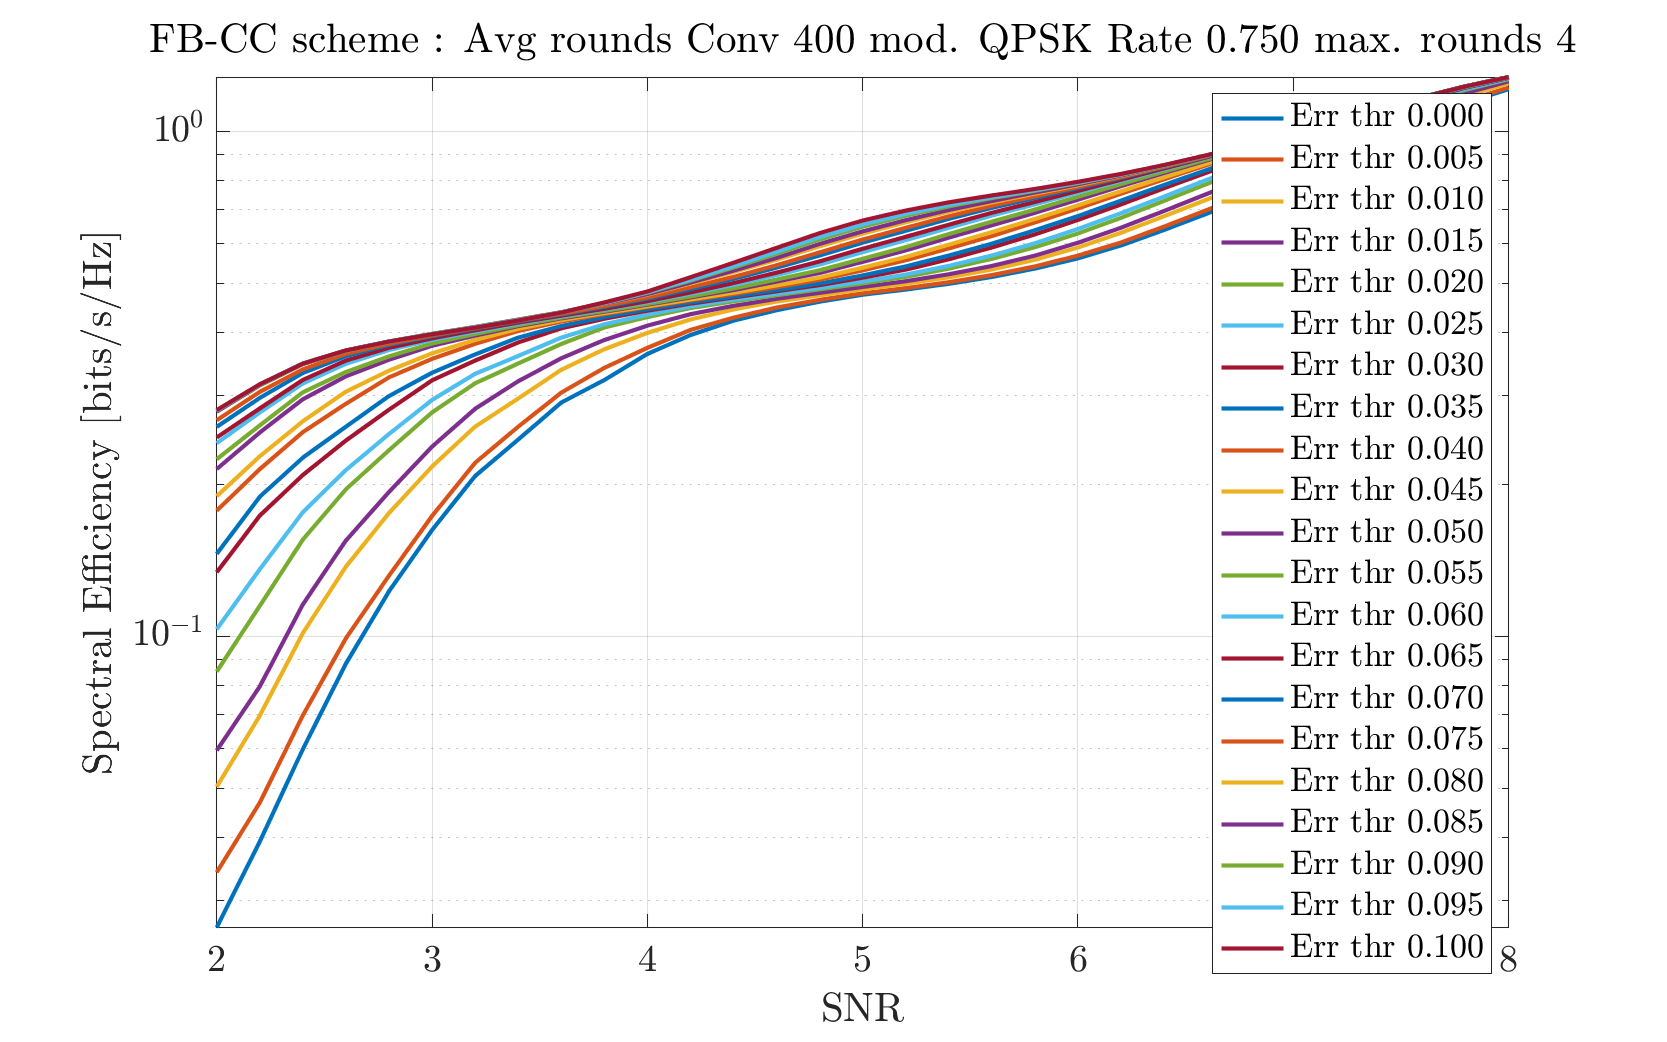 FB-CC scheme : Avg rounds Conv 400 mod. QPSK Rate 0.750 max. rounds 4
Spectral Efficiency [bits/s/Hz]
10^0
10^-1
2 3 4 5 6 8
SNR
Err thr 0.000
Err thr 0.005
Err thr 0.010
Err thr 0.015
Err thr 0.020
Err thr 0.025
Err thr 0.030
Err thr 0.035
Err thr 0.040
Err thr 0.045
Err thr 0.050
Err thr 0.055
Err thr 0.060
Err thr 0.065
Err thr 0.070
Err thr 0.075
Err thr 0.080
Err thr 0.085
Err thr 0.090
Err thr 0.095
Err thr 0.100